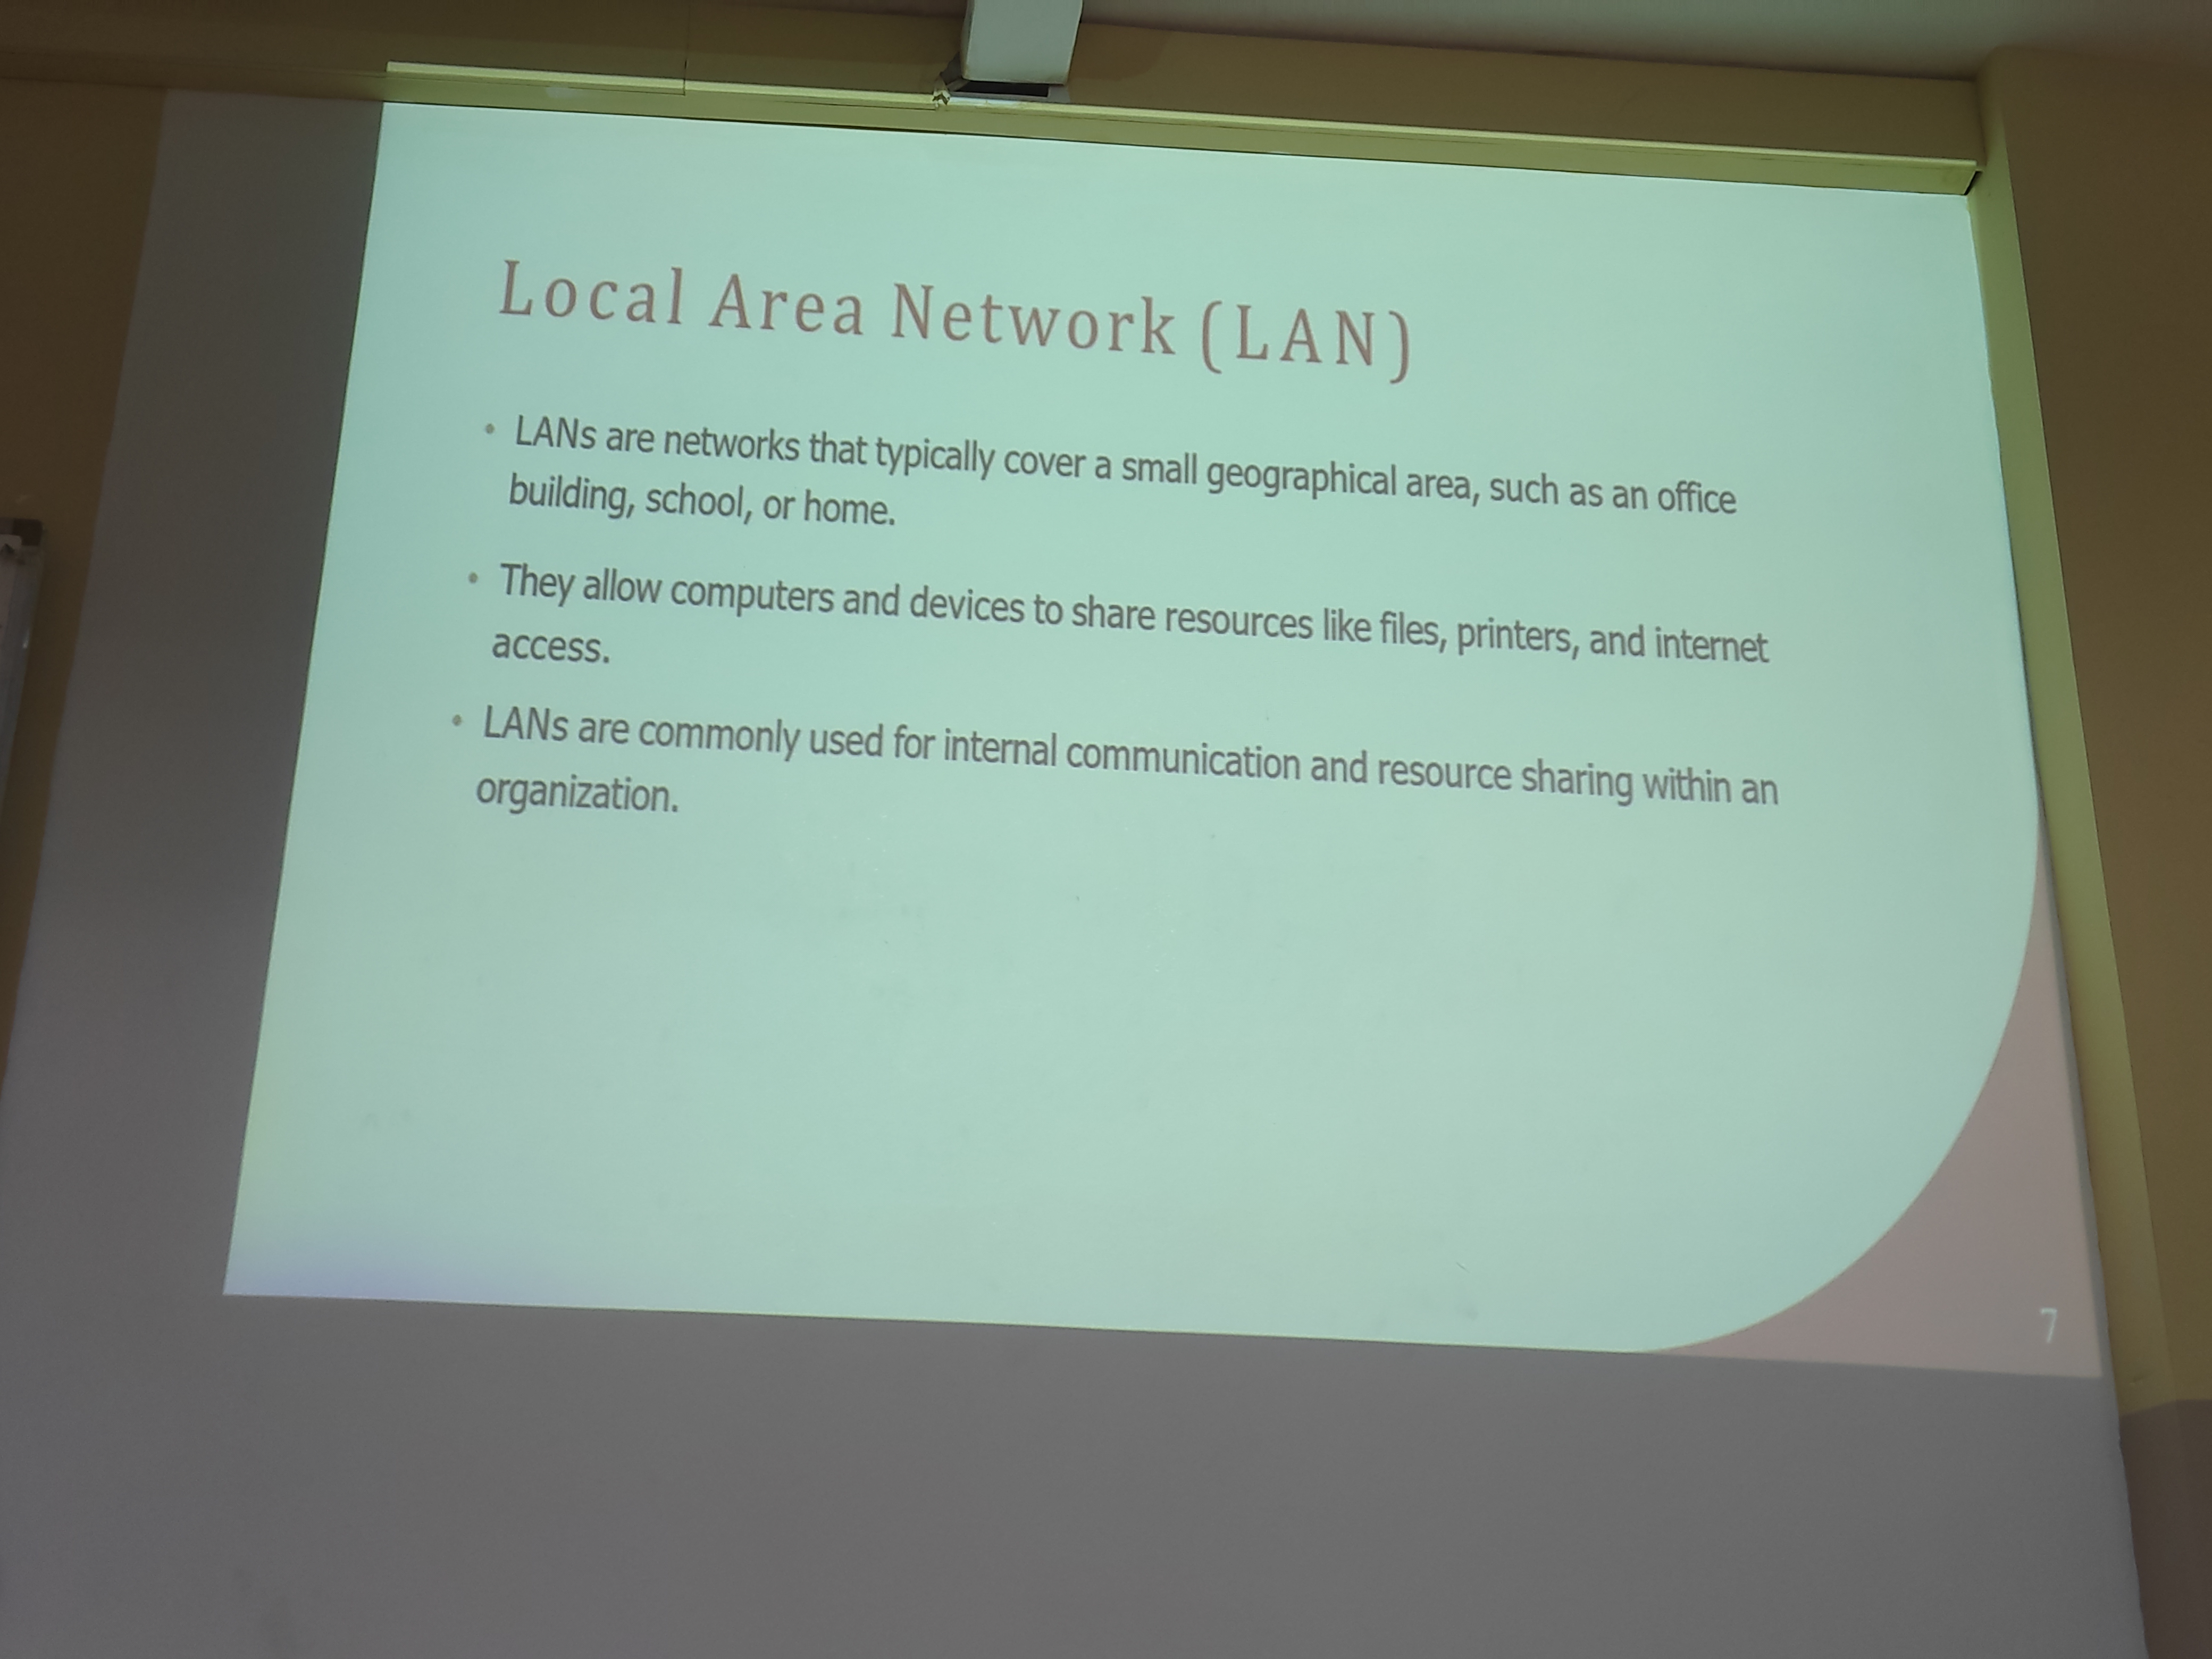 Local Area Network (LAN)
• LANs are networks that typically cover a small geographical area, such as an office
building, school, or home.
• They allow computers and devices to share resources like files, printers, and internet
access.
• LANs are commonly used for internal communication and resource sharing within an
organization.
7